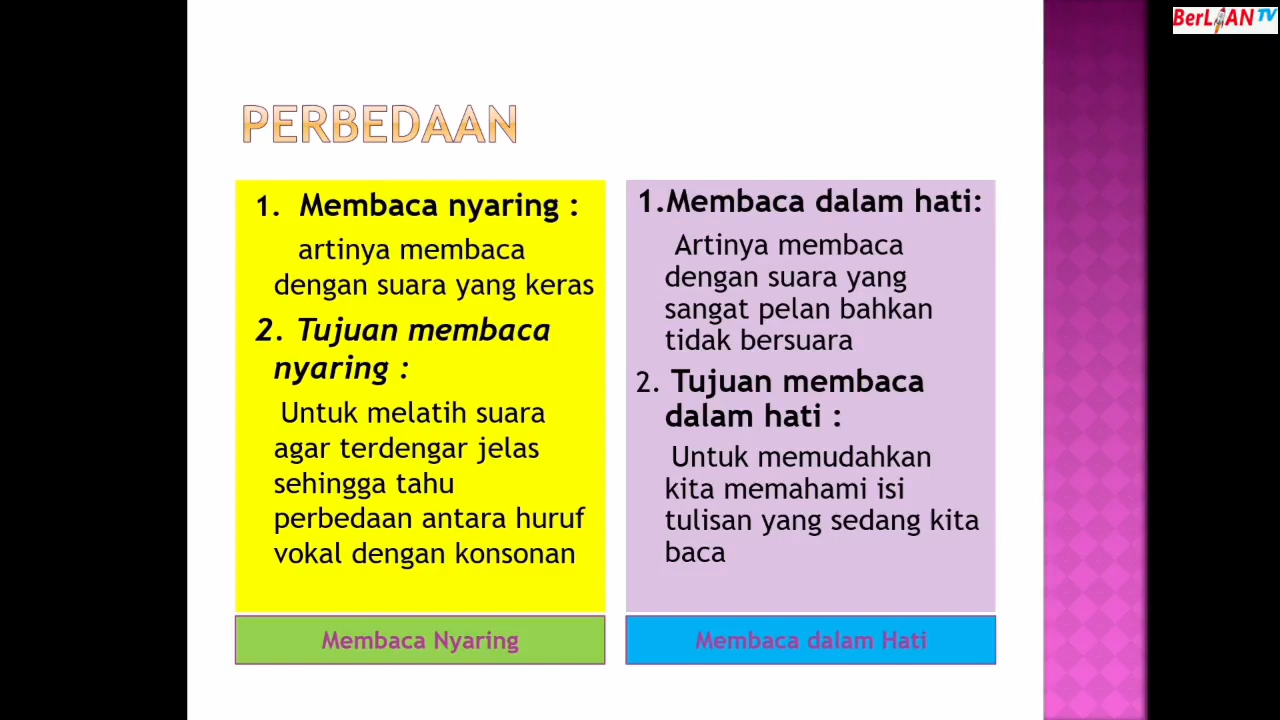 BerLiAN TV
PERBEDAAN
1. Membaca nyaring :
artinya membaca
dengan suara yang keras
2. Tujuan membaca
nyaring :
Untuk melatih suara
agar terdengar jelas
sehingga tahu
perbedaan antara huruf
vokal dengan konsonan
Membaca Nyaring
1.Membaca dalam hati:
Artinya membaca
dengan suara yang
sangat pelan bahkan
tidak bersuara
2. Tujuan membaca
dalam hati :
Untuk memudahkan
kita memahami isi
tulisan yang sedang kita
baca
Membaca dalam Hati